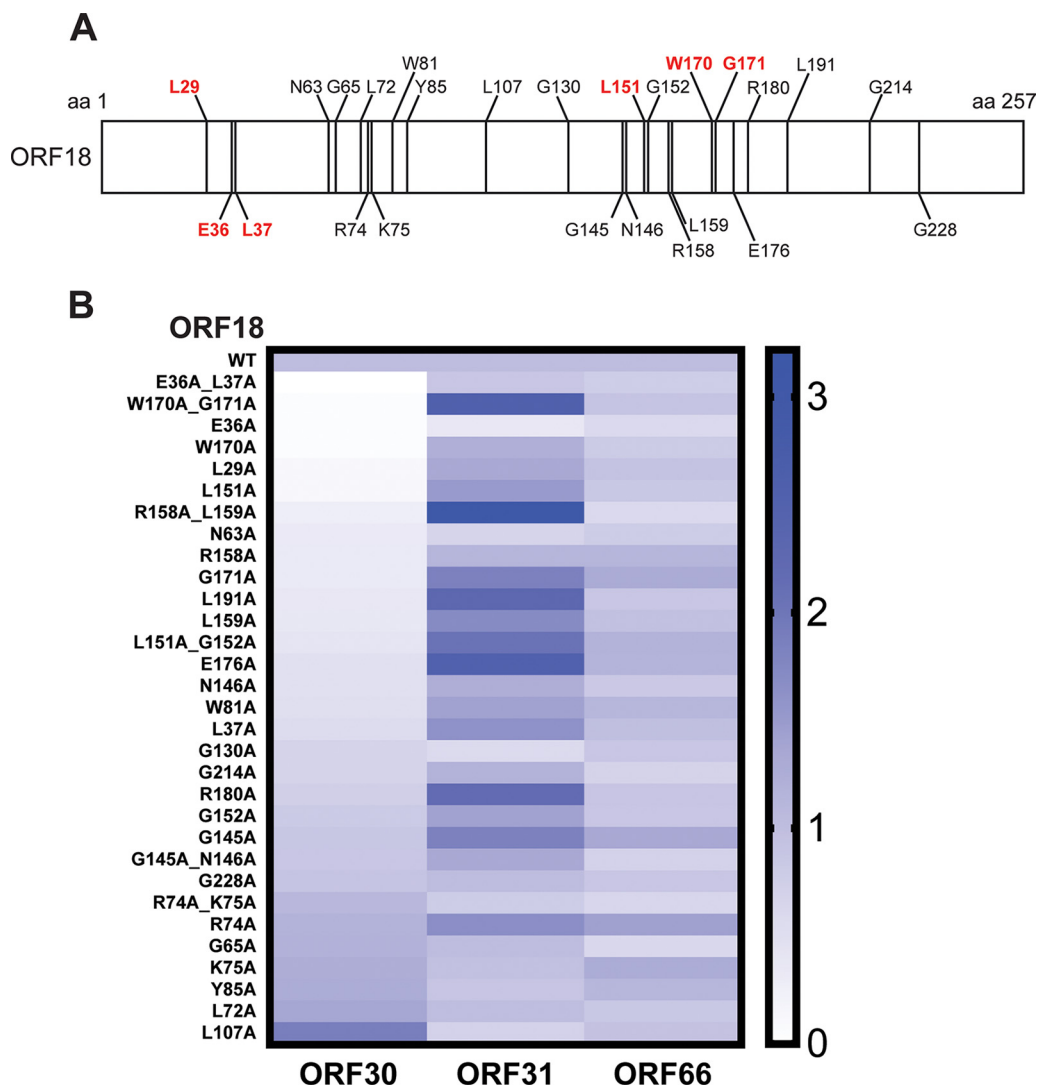 A
W81
L191
L29
N63 G65 L72 Y85 L107 G130 L151 G152 W170 G171 R180 G214
aa 1
aa 257
ORF18
E36 L37 R74 K75 G145 N146 L159 R158 E176 G228
B
ORF18
WT
E36A_L37A
W170A_G171A
E36A
W170A
L29A
L151A
R158A_L159A
N63A
R158A
G171A
L191A
L159A
L151A_G152A
E176A
N146A
W81A
L37A
G130A
G214A
R180A
G152A
G145A
G145A_N146A
G228A
R74A_K75A
R74A
G65A
K75A
Y85A
L72A
L107A
3
2
1
0
ORF30 ORF31 ORF66